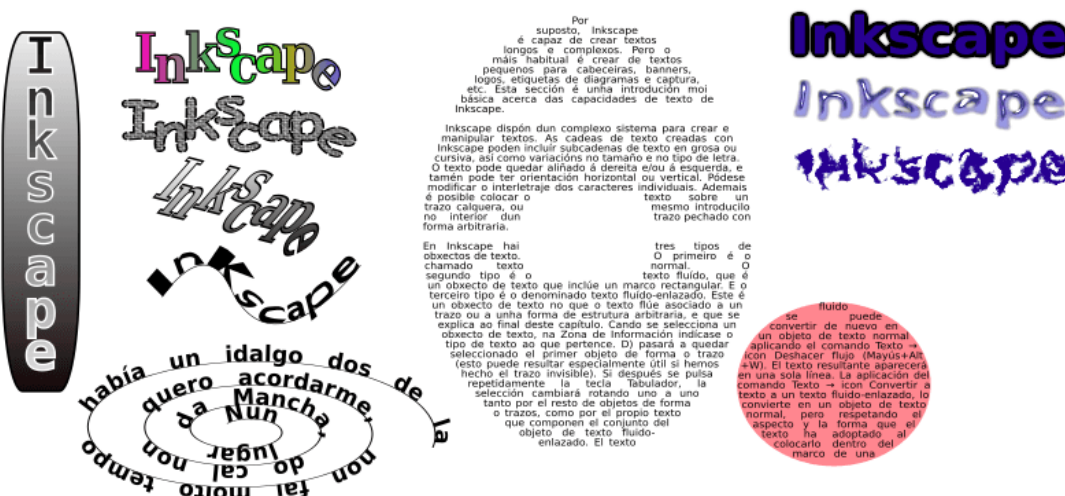 Inkscape
Inkscape
Inkscape
Inkscape
Inkscape
Nun lugar da Mancha, do cal non quero acordarme, non fai moito tempo había un idalgo dos de la
Por
suposto, Inkscape
é capaz de crear textos
longos e complexos. Pero o
máis habitual é crear de textos
pequenos para cabeceiras, banners,
logos, etiquetas de diagramas e captura,
etc. Esta sección é unha introdución moi
básica acerca das capacidades de texto de
Inkscape.
Inkscape dispón dun complexo sistema para crear e
manipular textos. As cadeas de texto creadas con
Inkscape poden incluir subcadenas de texto en grosa ou
cursiva, así como variacións no tamaño e no tipo de letra.
O texto pode quedar aliñado á dereita e/ou á esquerda, e
tamén pode ter orientación horizontal ou vertical. Pódese
modificar o interletraje dos caracteres individuais. Ademais
é posible colocar o texto sobre un
trazo calquera, ou mesmo introducilo
no interior dun trazo pechado con
forma arbitraria.
En Inkscape hai tres tipos de
obxectos de texto. O primeiro é o
chamado texto normal. O
segundo tipo é o texto fluído, que é
un obxecto de texto que inclúe un marco rectangular. E o
terceiro tipo é o denominado texto fluído-enlazado. Este é
un obxecto de texto no que o texto flúe asociado a un
trazo ou a unha forma de estrutura arbitraria, e que se
explica ao final deste capítulo. Cando se selecciona un
obxecto de texto, na Zona de Información indícase o
tipo de texto ao que pertence. D) pasará a quedar
seleccionado el primer objeto de forma o trazo
(esto puede resultar especialmente útil si hemos
hecho el trazo invisible). Si después se pulsa
repetidamente la tecla Tabulador, la
selección cambiará rotando uno a uno
tanto por el resto de objetos de forma
o trazos, como por el propio texto
que componen el conjunto del
objeto de texto fluido-
enlazado. El texto
Inkscape
Inkscape
Inkscape
fluido
se puede
convertir de nuevo en
un objeto de texto normal
aplicando el comando Texto →
icon Deshacer flujo (Mayús+Alt
+W). El texto resultante aparecerá
en una sola línea. La aplicación del
comando Texto → icon Convertir a
texto a un texto fluido-enlazado, lo
convierte en un objeto de texto
normal, pero respetando el
aspecto y la forma que el
texto ha adoptado al
colocarlo dentro del
marco de una